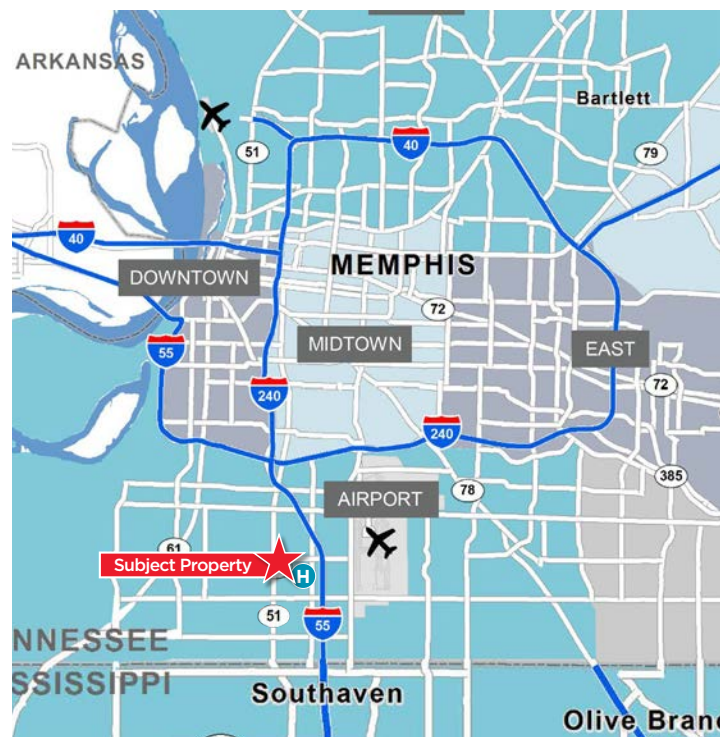 ARKANSAS
Bartlett
51
40
79
40
MEMPHIS
DOWNTOWN
72
55
MIDTOWN
EAST
240
72
240
385
AIRPORT
78
61
Subject Property
H
51
55
NNESSEE
SSISSIPPI
Southaven
Olive Branc